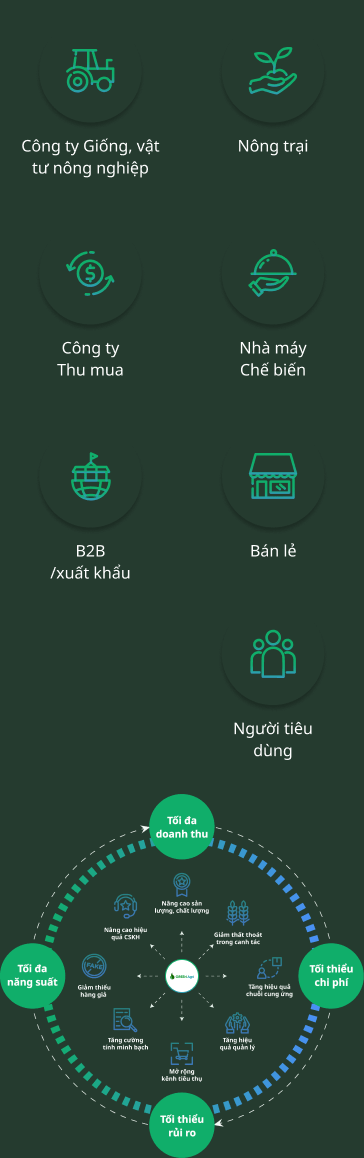 Công ty Giống, vật
tư nông nghiệp
Nông trại
Công ty
Thu mua
Nhà máy
Chế biến
B2B
/xuất khẩu
Bán lẻ
Người tiêu
dùng
Tối đa
doanh thu
Nâng cao sản
lượng, chất lượng
Nâng cao hiệu
quả CSKH
Giảm thất thoát
trong canh tác
Tối đa
năng suất
FAKE
Giảm thiểu
hàng giả
GREEN Agri
Tăng hiệu quả
chuỗi cung ứng
Tối thiểu
chi phí
Tăng cường
tính minh bạch
Tăng hiệu
quả quản lý
Mở rộng
kênh tiêu thụ
Tối thiểu
rủi ro